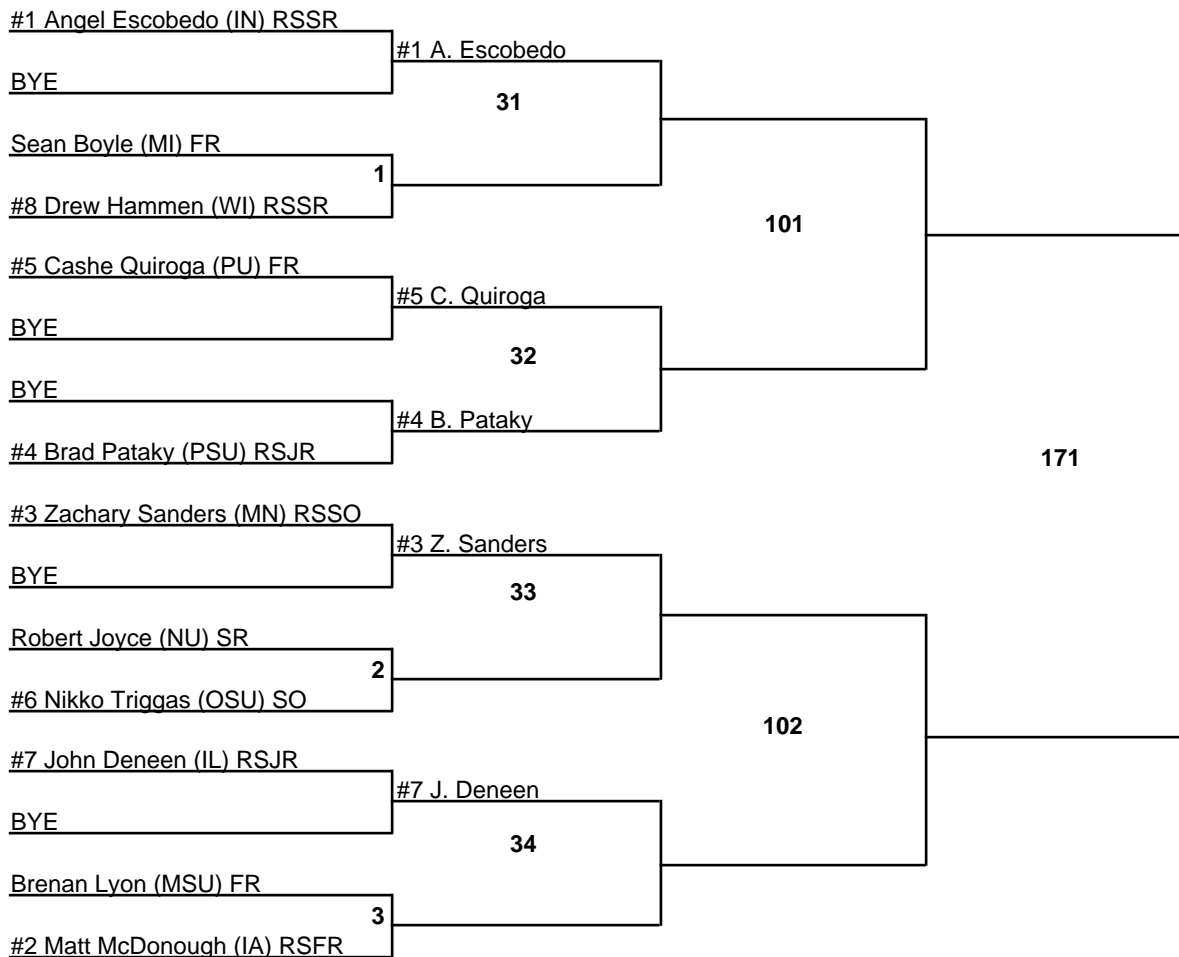 #1 Angel Escobedo (IN) RSSR
#1 A. Escobedo
BYE
31
Sean Boyle (MI) FR
1
#8 Drew Hammen (WI) RSSR
101
#5 Cashe Quiroga (PU) FR
#5 C. Quiroga
BYE
32
BYE
#4 B. Pataky
#4 Brad Pataky (PSU) RSJR
171
#3 Zachary Sanders (MN) RSSO
#3 Z. Sanders
BYE
33
Robert Joyce (NU) SR
2
#6 Nikko Triggas (OSU) SO
102
#7 John Deneen (IL) RSJR
#7 J. Deneen
BYE
34
Brenan Lyon (MSU) FR
3
#2 Matt McDonough (IA) RSFR